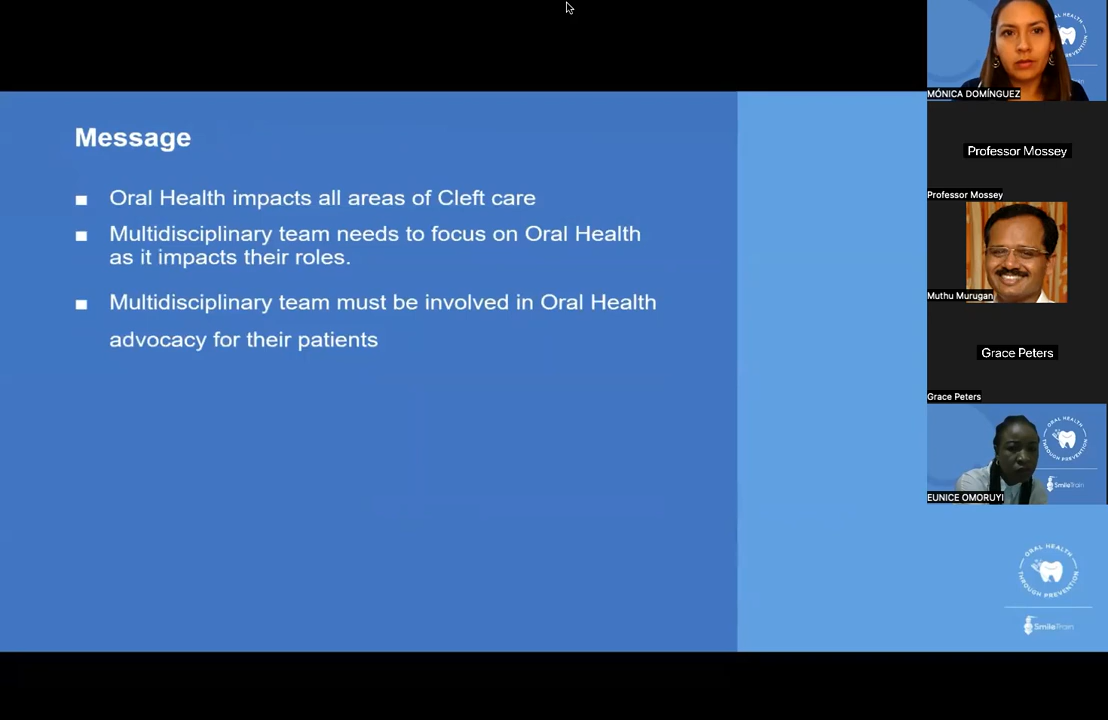 Message
Oral Health impacts all areas of Cleft care
Multidisciplinary team needs to focus on Oral Health
as it impacts their roles.
Multidisciplinary team must be involved in Oral Health
advocacy for their patients
MÓNICA DOMÍNGUEZ
Professor Mossey
Professor Mossey
Muthu Murugan
Grace Peters
Grace Peters
ORAL HEALTH
THROUGH PREVENTION
SmileTrain
EUNICE OMORUYI
ORAL HEALTH
THROUGH PREVENTION
SmileTrain